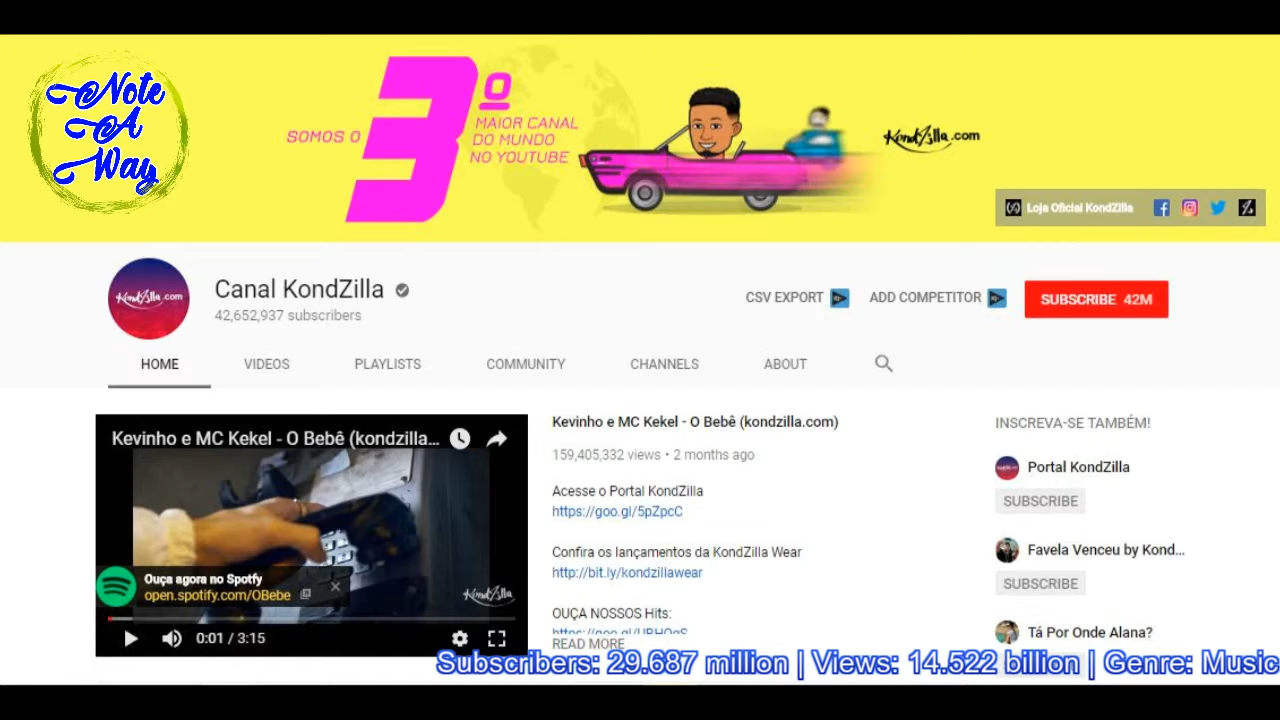 Note
A
Way
SOMOS O
3º
MAIOR CANAL
DO MUNDO
NO YOUTUBE
KondZilla.com
Loja Oficial KondZilla
KondZilla.com
Canal KondZilla
42,652,937 subscribers
CSV EXPORT
ADD COMPETITOR
SUBSCRIBE 42M
HOME
VIDEOS
PLAYLISTS
COMMUNITY
CHANNELS
ABOUT
Kevinho e MC Kekel - O Bebê (kondzilla...
Ouça agora no Spotfy
open.spotify.com/OBebe
KondZilla
0:01 / 3:15
Kevinho e MC Kekel - O Bebê (kondzilla.com)
159,405,332 views • 2 months ago
Acesse o Portal KondZilla
https://goo.gl/5pZpcC
Confira os lançamentos da KondZilla Wear
http://bit.ly/kondzillawear
OUÇA NOSSOS Hits:
READ MORE
INSCREVA-SE TAMBÉM!
Portal KondZilla
SUBSCRIBE
Favela Venceu by Kond...
SUBSCRIBE
Tá Por Onde Alana?
Subscribers: 29.687 million | Views: 14.522 billion | Genre: Music